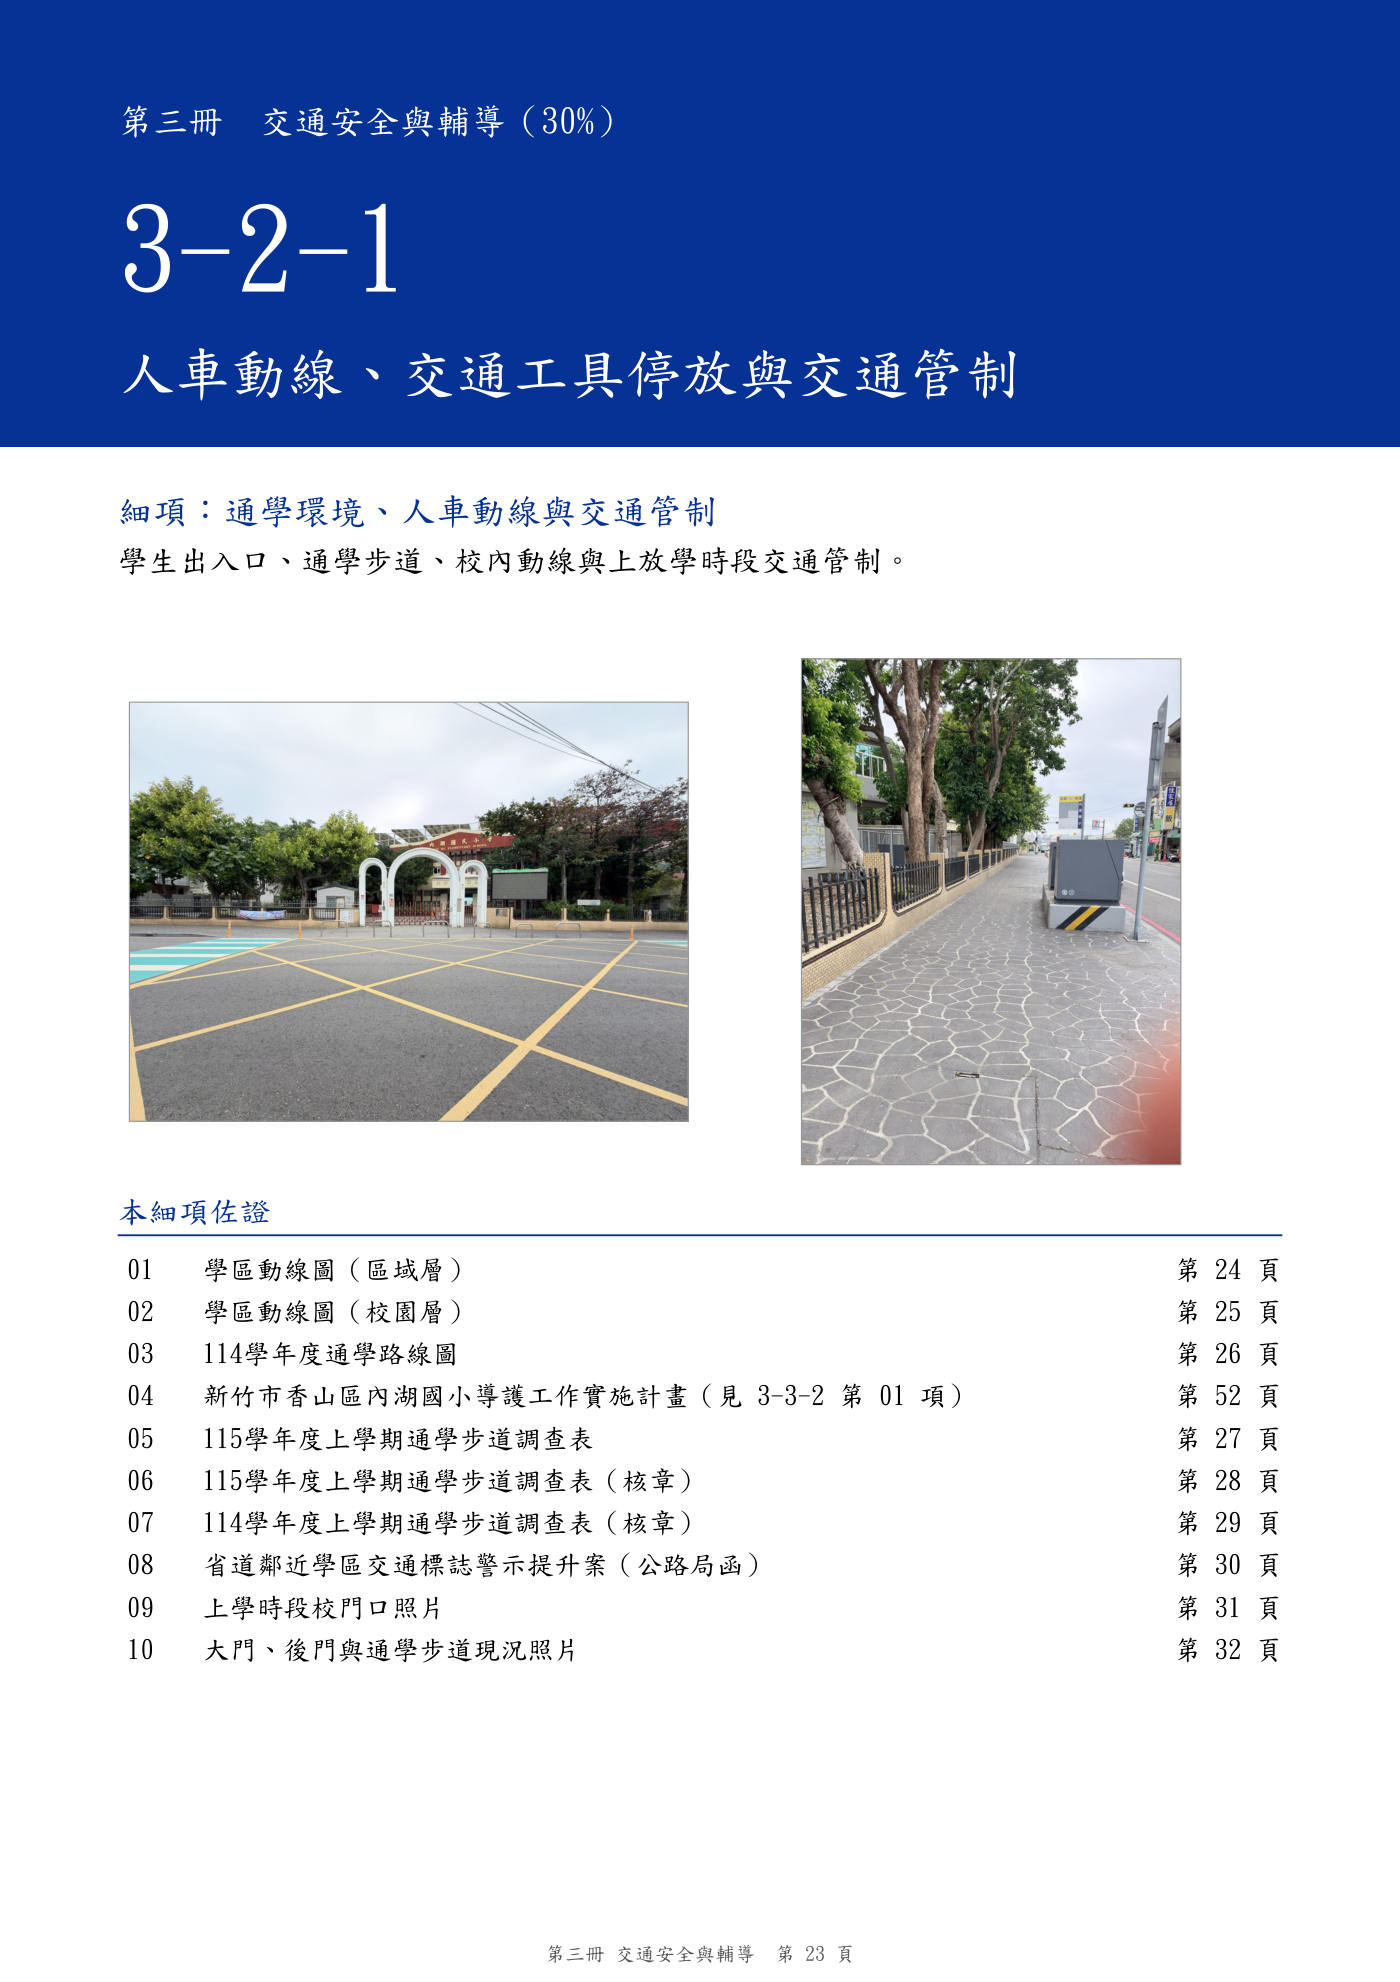 第三冊　交通安全與輔導（30%）
3-2-1
人車動線、交通工具停放與交通管制
細項：通學環境、人車動線與交通管制
學生出入口、通學步道、校內動線與上放學時段交通管制。
本細項佐證
01 學區動線圖（區域層） 第 24 頁
02 學區動線圖（校園層） 第 25 頁
03 114學年度通學路線圖 第 26 頁
04 新竹市香山區內湖國小導護工作實施計畫（見 3-3-2 第 01 項） 第 52 頁
05 115學年度上學期通學步道調查表 第 27 頁
06 115學年度上學期通學步道調查表（核章） 第 28 頁
07 114學年度上學期通學步道調查表（核章） 第 29 頁
08 省道鄰近學區交通標誌警示提升案（公路局函） 第 30 頁
09 上學時段校門口照片 第 31 頁
10 大門、後門與通學步道現況照片 第 32 頁
第三冊 交通安全與輔導　第 23 頁